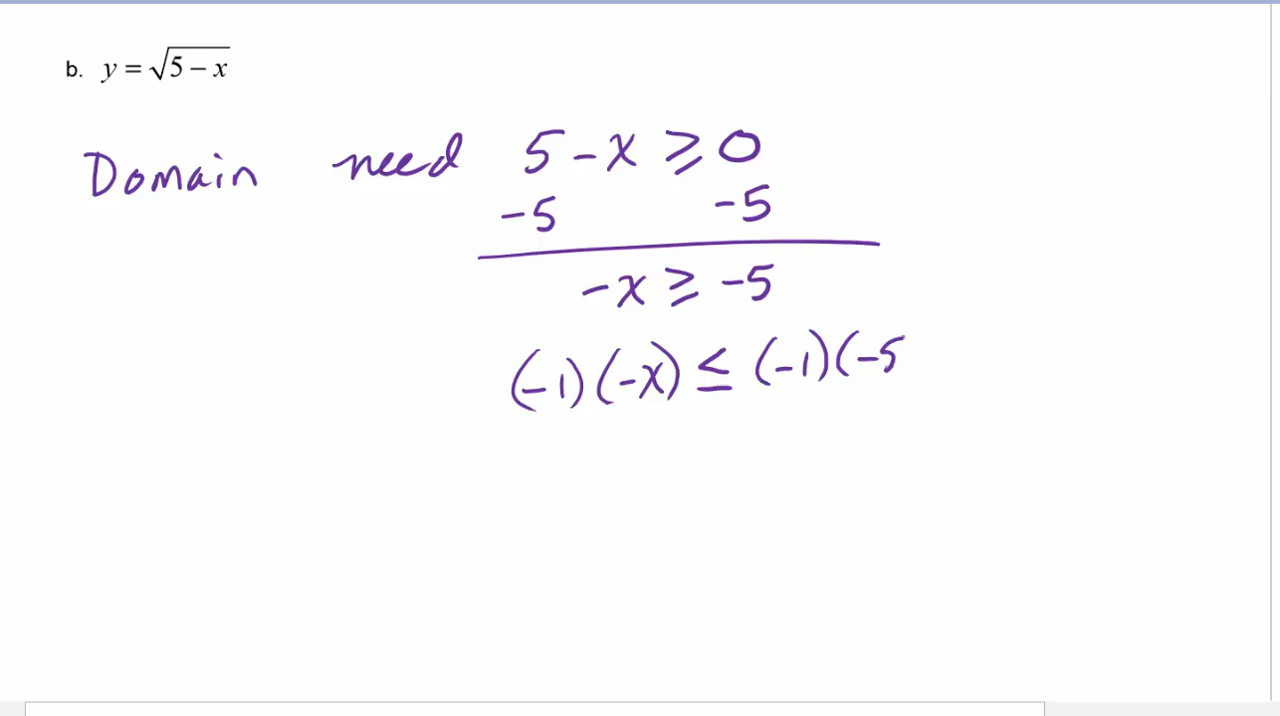 b. y = √5 − x
Domain need 5 - x ≥ 0
-5 -5
-x ≥ -5
(-1)(-x) ≤ (-1)(-5